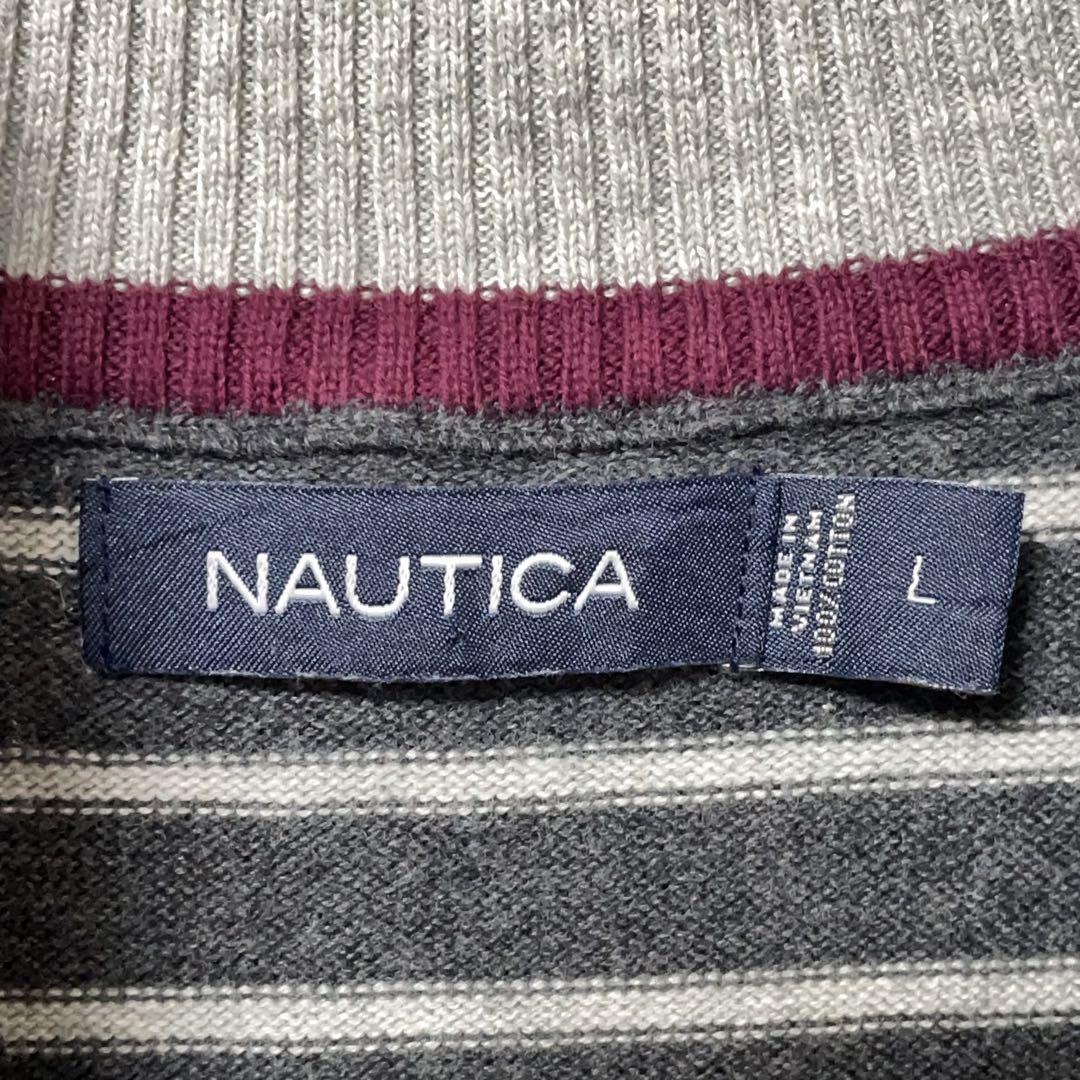 NAUTICA
MADE IN
VIETNAM
100% COTTON
L